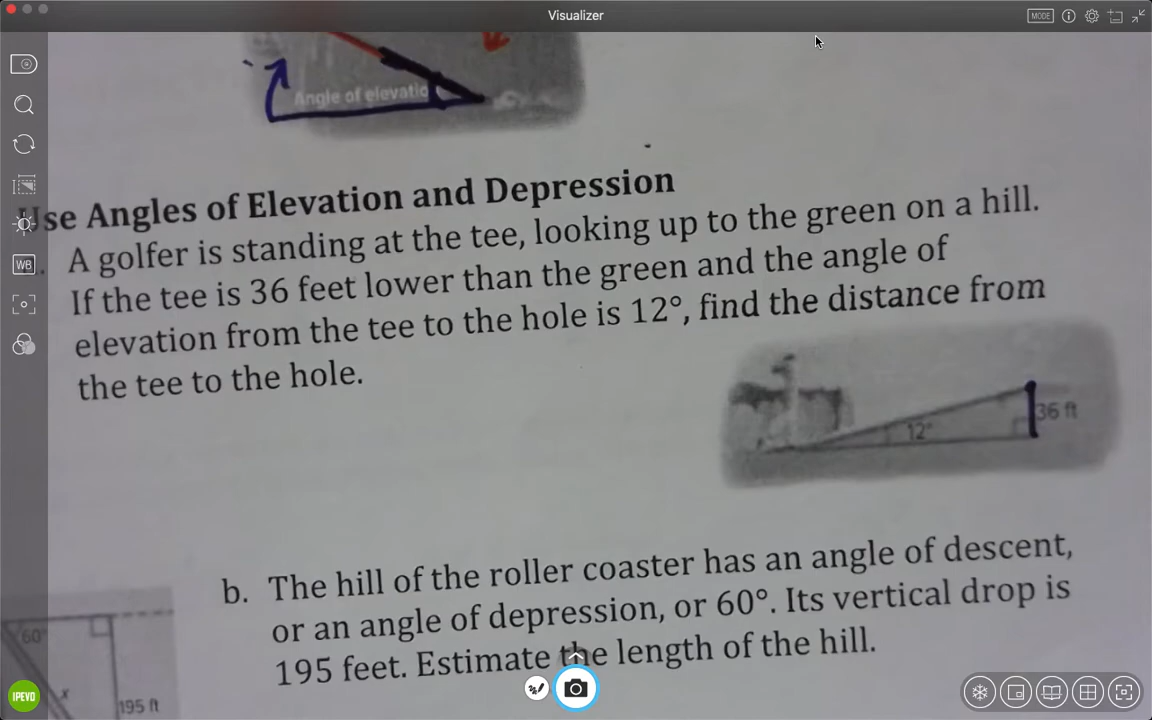 Visualizer
MODE
Angle of elevatio
Use Angles of Elevation and Depression
. A golfer is standing at the tee, looking up to the green on a hill.
If the tee is 36 feet lower than the green and the angle of
elevation from the tee to the hole is 12°, find the distance from
the tee to the hole.
WB
36 ft
12°
b. The hill of the roller coaster has an angle of descent,
or an angle of depression, or 60°. Its vertical drop is
195 feet. Estimate the length of the hill.
60°
x
195 ft
IPEVO